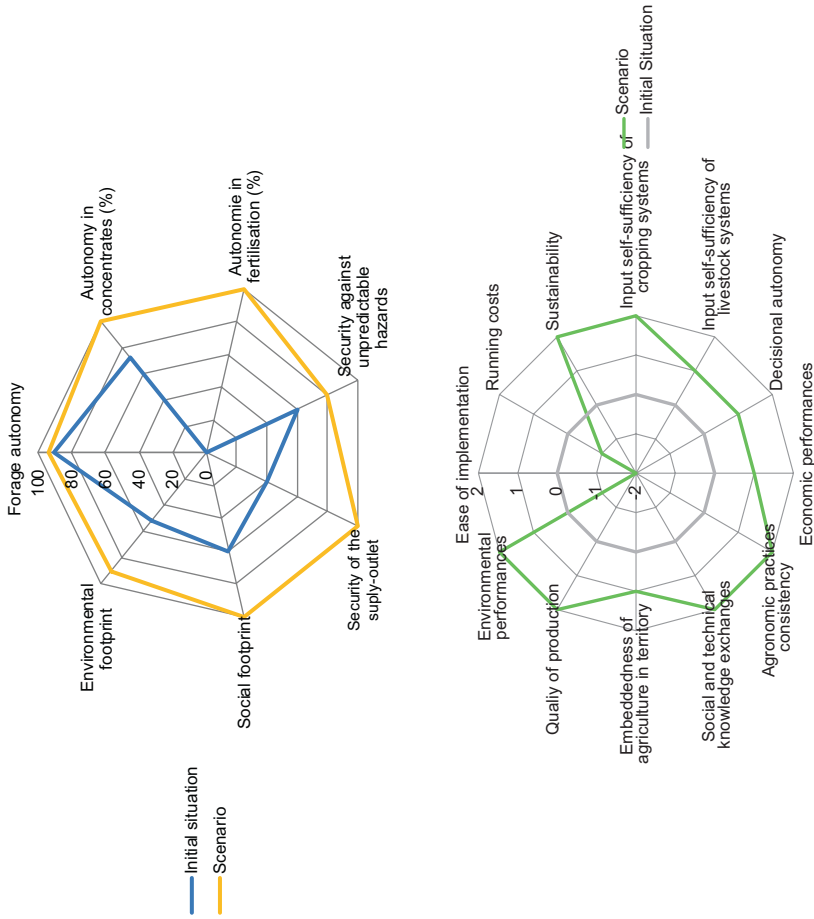 Forage autonomy
Autonomy in
concentrates (%)
Autonomie in
fertilisation (%)
Security against
unpredictable
hazards
Security of the
suply-outlet
Social footprint
Environmental
footprint
100
80
60
40
20
0
Initial situation
Scenario
Ease of implementation
Running costs
Sustainability
Input self-sufficiency of
cropping systems
Input self-sufficiency of
livestock systems
Decisional autonomy
Economic performances
Agronomic practices
consistency
Social and technical
knowledge exchanges
Embeddedness of
agriculture in territory
Qualiy of production
Environmental
performances
2
1
0
-1
-2
Scenario
Initial Situation